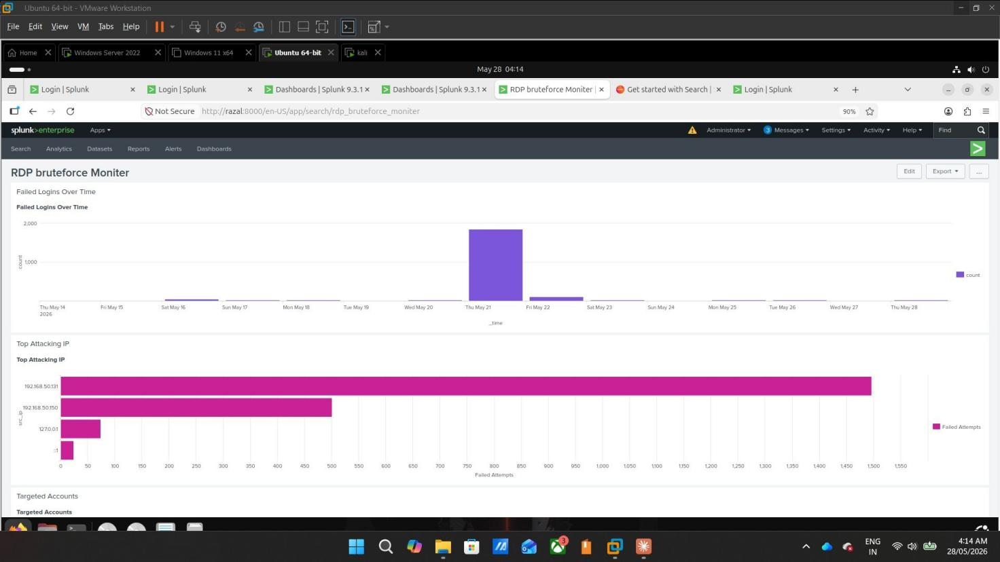 Ubuntu 64-bit - VMware Workstation
File Edit View VM Tabs Help
Home Windows Server 2022 Windows 11 x64 Ubuntu 64-bit kali
May 28 04:14
Login | Splunk Login | Splunk Dashboards | Splunk 9.3.1 Dashboards | Splunk 9.3.1 RDP bruteforce Moniter | Get started with Search | Login | Splunk
Not Secure http://razal:8000/en-US/app/search/rdp_bruteforce_moniter 90%
splunk>enterprise Apps Administrator 3 Messages Settings Activity Help Find
Search Analytics Datasets Reports Alerts Dashboards
RDP bruteforce Moniter Edit Export ...
Failed Logins Over Time
Failed Logins Over Time
2,000
1,000
count
count
Thu May 14 Fri May 15 Sat May 16 Sun May 17 Mon May 18 Tue May 19 Wed May 20 Thu May 21 Fri May 22 Sat May 23 Sun May 24 Mon May 25 Tue May 26 Wed May 27 Thu May 28
2026
_time
Top Attacking IP
Top Attacking IP
192.168.50.131
192.168.50.150
src_ip
127.0.0.1
Failed Attempts
::1
0 50 100 150 200 250 300 350 400 450 500 550 600 650 700 750 800 850 900 950 1,000 1,050 1,100 1,150 1,200 1,250 1,300 1,350 1,400 1,450 1,500 1,550
Failed Attempts
Targeted Accounts
Targeted Accounts
3
ENG
IN
4:14 AM
28/05/2026